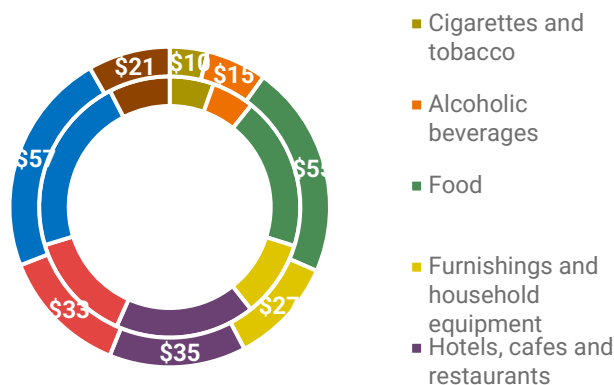 $10
$15
$55
$27
$35
$33
$57
$21
Cigarettes and
tobacco
Alcoholic
beverages
Food
Furnishings and
household
equipment
Hotels, cafes and
restaurants